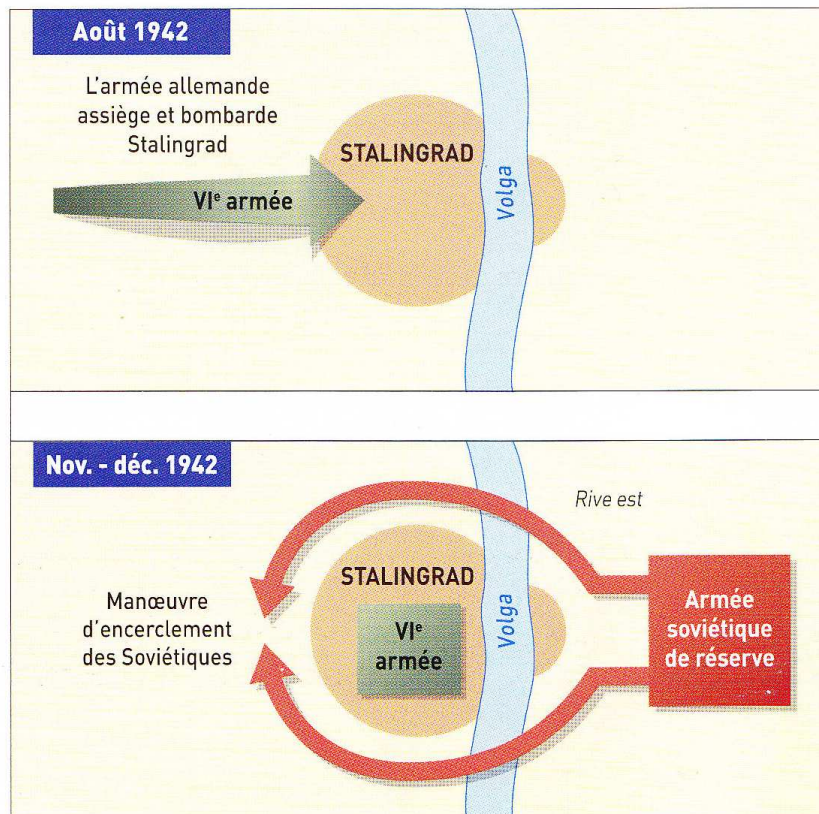 Août 1942
L'armée allemande
assiège et bombarde
Stalingrad
STALINGRAD
VIe armée
Volga
Nov. - déc. 1942
Rive est
STALINGRAD
Manœuvre
d'encerclement
des Soviétiques
VIe
armée
Volga
Armée
soviétique
de réserve